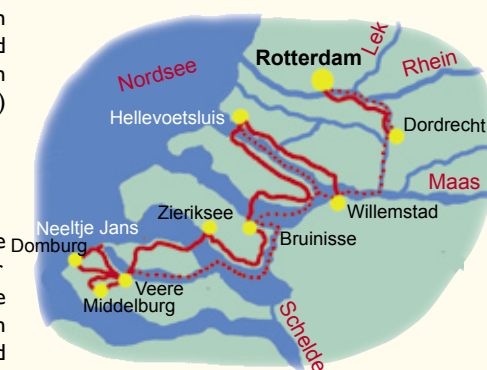 n
d
n
)
e
r
e
n
d
Nordsee
Rotterdam
Lek
Rhein
Hellevoetsluis
Dordrecht
Maas
Willemstad
Zieriksee
Neeltje Jans
Bruinisse
Domburg
Veere
Middelburg
Schelde